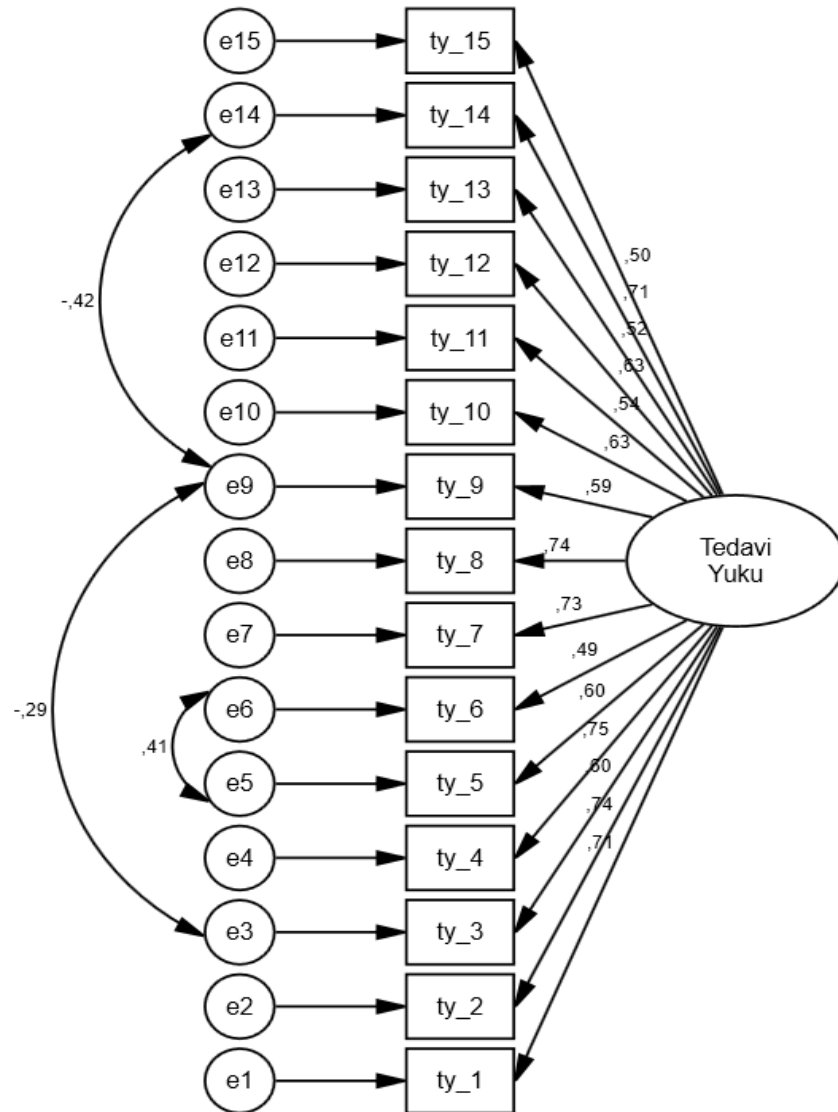 e15
ty_15
e14
ty_14
e13
ty_13
e12
ty_12
e11
ty_11
e10
ty_10
e9
ty_9
e8
ty_8
e7
ty_7
e6
ty_6
e5
ty_5
e4
ty_4
e3
ty_3
e2
ty_2
e1
ty_1
-,42
-,29
,41
,50
,71
,52
,63
,54
,63
,59
,74
,73
,49
,60
,75
,60
,74
,71
Tedavi
Yuku